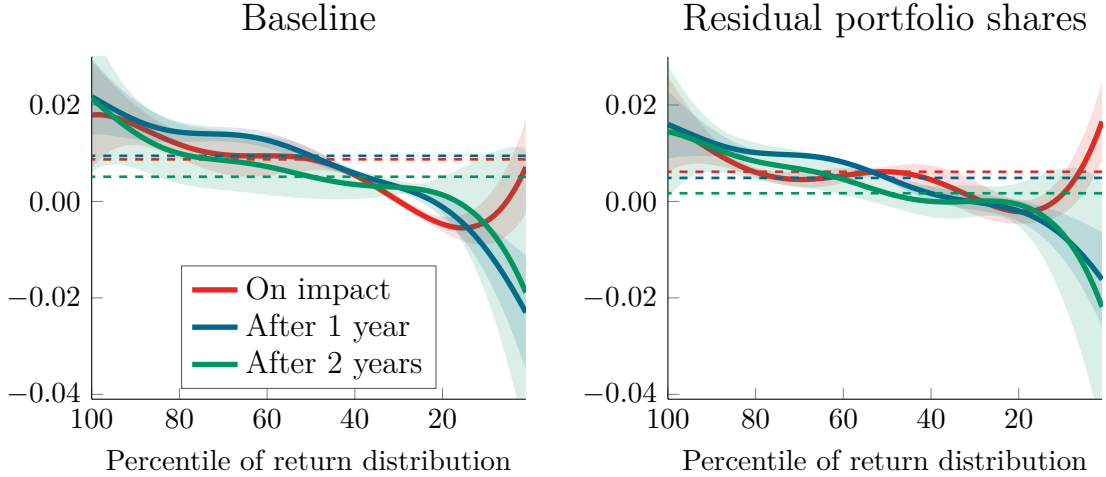 Baseline
0.02
0.00
−0.02
−0.04
On impact
After 1 year
After 2 years
100 80 60 40 20
Percentile of return distribution
Residual portfolio shares
0.02
0.00
−0.02
−0.04
100 80 60 40 20
Percentile of return distribution